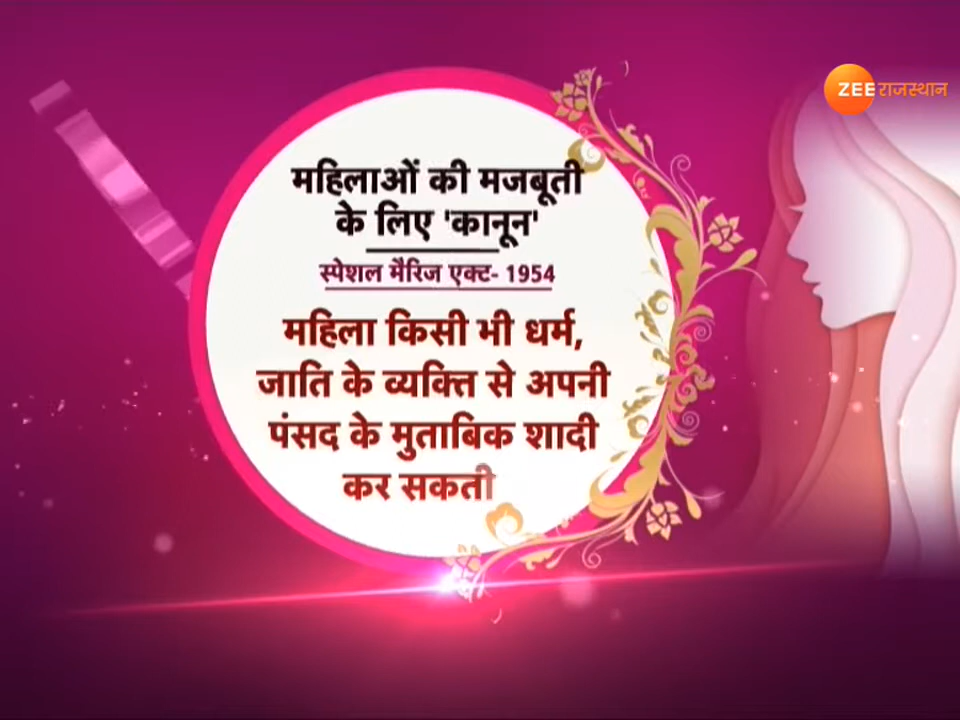 ZEE राजस्थान
महिलाओं की मजबूती
के लिए 'कानून'
स्पेशल मैरिज एक्ट- 1954
महिला किसी भी धर्म,
जाति के व्यक्ति से अपनी
पंसद के मुताबिक शादी
कर सकती